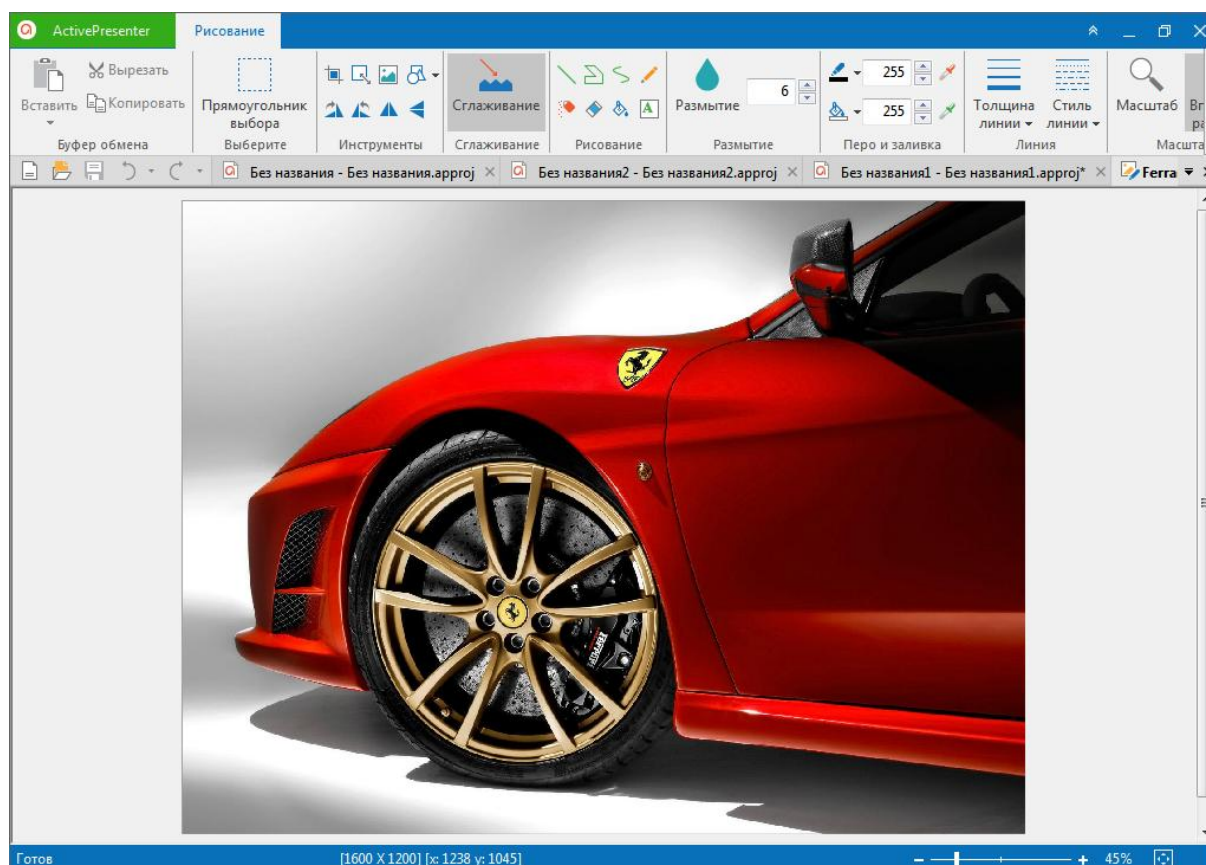 ActivePresenter Рисование
Вставить
Вырезать
Копировать
Буфер обмена
Прямоугольник
выбора
Выберите
Инструменты
Сглаживание
Сглаживание
A
Рисование
Размытие
6
Размытие
255
255
Перо и заливка
Толщина
линии
Стиль
линии
Линия
Масштаб
Без названия - Без названия.approj
Без названия2 - Без названия2.approj
Без названия1 - Без названия1.approj*
Ferra
Готов
[1600 X 1200] [x: 1238 y: 1045]
45%